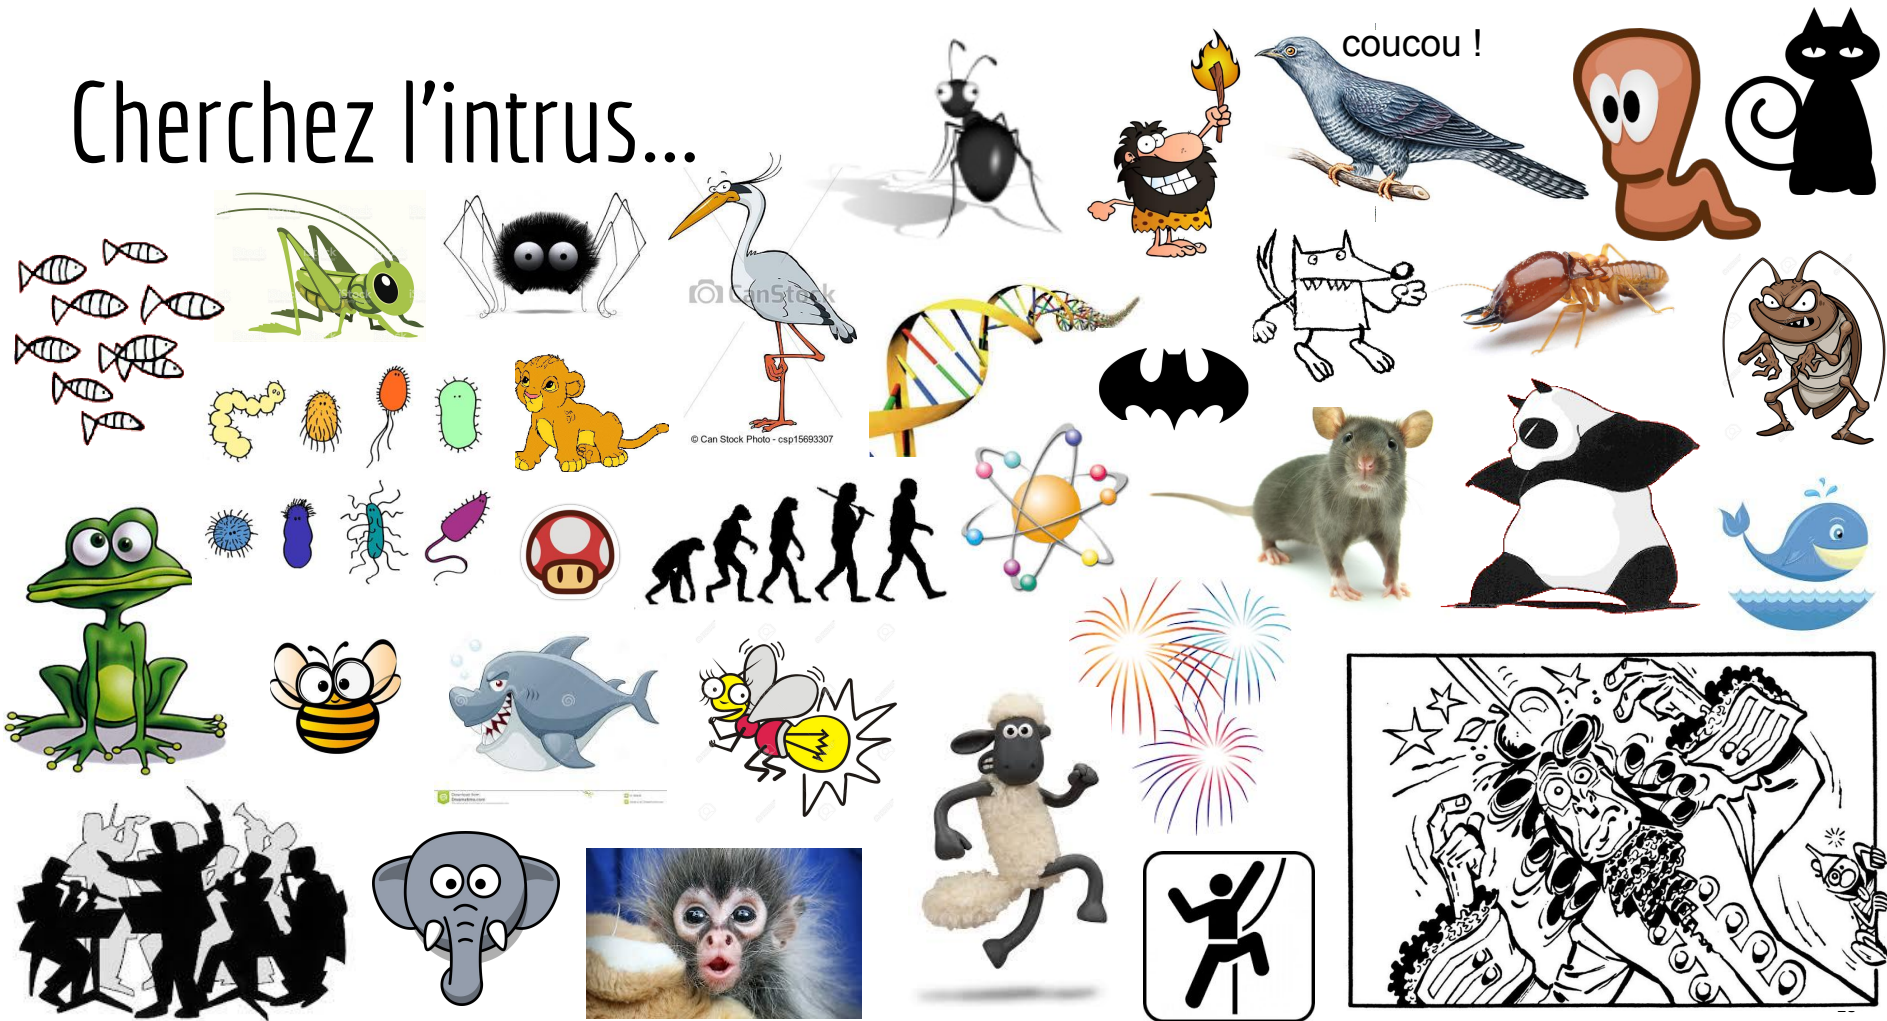 coucou !
Cherchez l'intrus...
CanStock
© Can Stock Photo - csp15693307